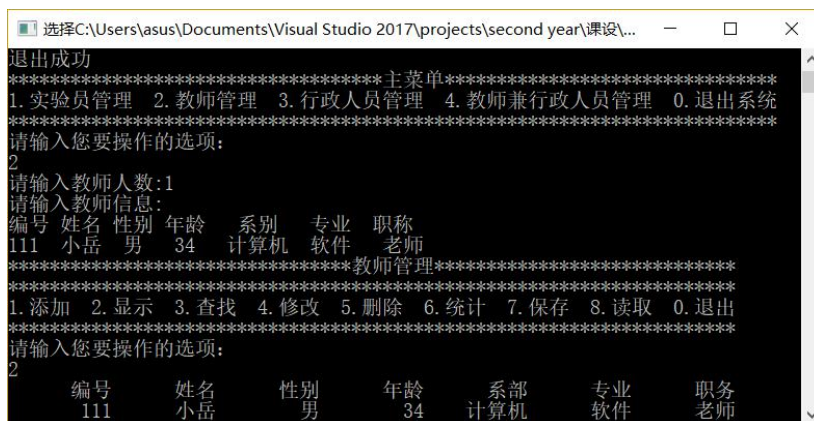 选择C:\Users\asus\Documents\Visual Studio 2017\projects\second year\课设\...
退出成功
************************************主菜单********************************
1.实验员管理  2.教师管理  3.行政人员管理  4.教师兼行政人员管理  0.退出系统
**************************************************************************
请输入您要操作的选项:
2
请输入教师人数:1
请输入教师信息:
编号 姓名 性别 年龄   系别   专业  职称
111  小岳  男   34   计算机  软件   老师
*********************************教师管理*****************************
**********************************************************************
1.添加  2.显示  3.查找  4.修改  5.删除  6.统计  7.保存  8.读取  0.退出
**********************************************************************
请输入您要操作的选项:
2
编号      姓名      性别      年龄      系部      专业      职务
111      小岳        男        34    计算机      软件      老师